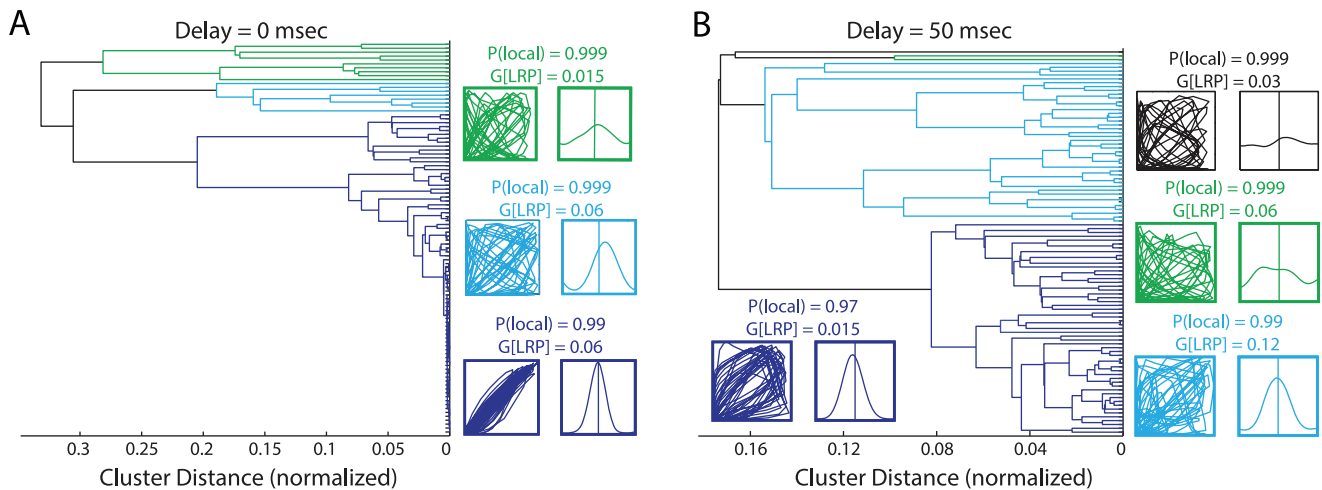 A
Delay = 0 msec
P(local) = 0.999
G[LRP] = 0.015
P(local) = 0.999
G[LRP] = 0.06
P(local) = 0.99
G[LRP] = 0.06
0.3 0.25 0.2 0.15 0.1 0.05 0
Cluster Distance (normalized)
B
Delay = 50 msec
P(local) = 0.999
G[LRP] = 0.03
P(local) = 0.999
G[LRP] = 0.06
P(local) = 0.97
G[LRP] = 0.015
P(local) = 0.99
G[LRP] = 0.12
0.16 0.12 0.08 0.04 0
Cluster Distance (normalized)